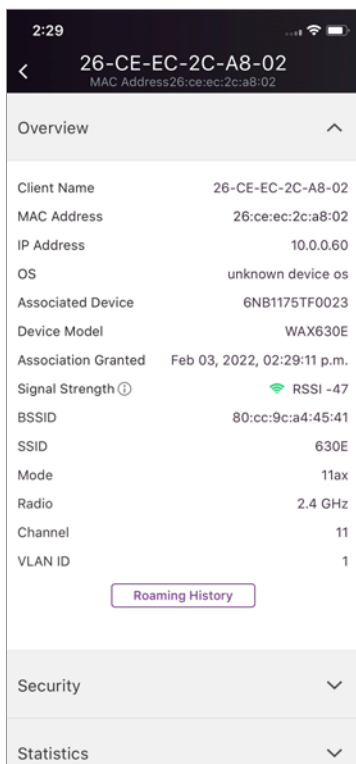 2:29
26-CE-EC-2C-A8-02
MAC Address26:ce:ec:2c:a8:02
Overview
Client Name 26-CE-EC-2C-A8-02
MAC Address 26:ce:ec:2c:a8:02
IP Address 10.0.0.60
OS unknown device os
Associated Device 6NB1175TF0023
Device Model WAX630E
Association Granted Feb 03, 2022, 02:29:11 p.m.
Signal Strength RSSI -47
BSSID 80:cc:9c:a4:45:41
SSID 630E
Mode 11ax
Radio 2.4 GHz
Channel 11
VLAN ID 1
Roaming History
Security
Statistics